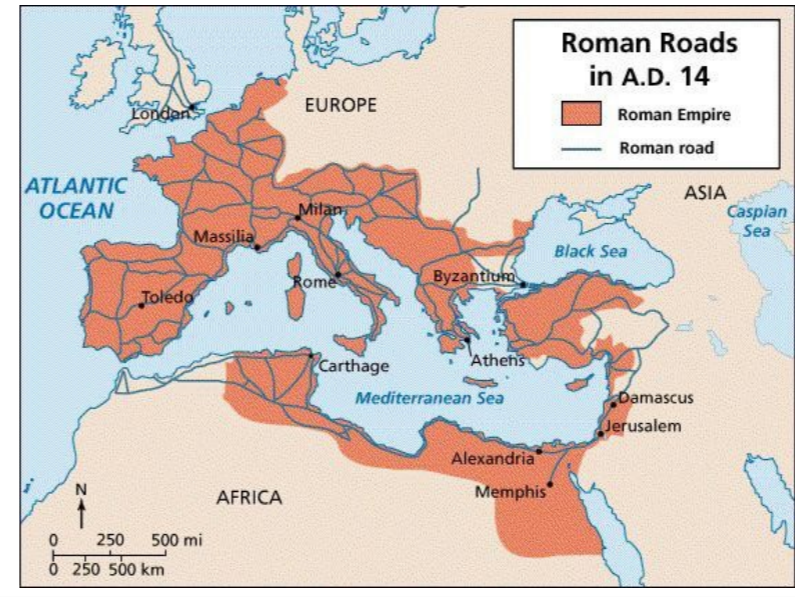 Roman Roads
in A.D. 14
Roman Empire
Roman road
EUROPE
London
ATLANTIC
OCEAN
ASIA
Caspian
Sea
Milan
Massilia
Black Sea
Byzantium
Rome
Toledo
Athens
Carthage
Mediterranean Sea
Damascus
Jerusalem
Alexandria
Memphis
AFRICA
N
0 250 500 mi
0 250 500 km